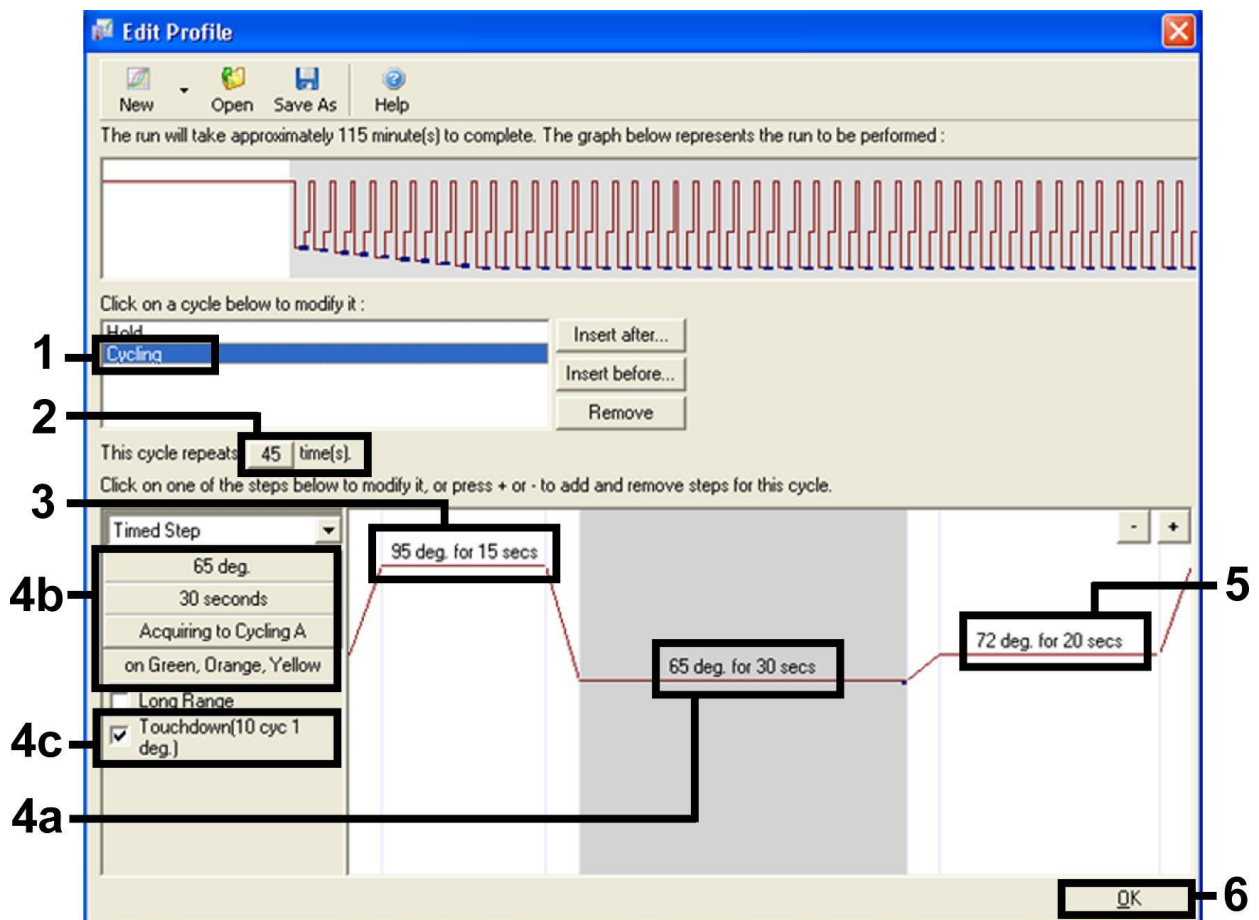 Edit Profile
New Open Save As Help
The run will take approximately 115 minute(s) to complete. The graph below represents the run to be performed :
Click on a cycle below to modify it :
Hold
1
Cycling
Insert after...
Insert before...
Remove
2
This cycle repeats 45 time(s).
Click on one of the steps below to modify it, or press + or - to add and remove steps for this cycle.
3
Timed Step
- +
95 deg. for 15 secs
4b
65 deg.
30 seconds
Acquiring to Cycling A
on Green, Orange, Yellow
5
72 deg. for 20 secs
65 deg. for 30 secs
Long Range
4c
Touchdown(10 cyc 1
deg.)
4a
OK
6